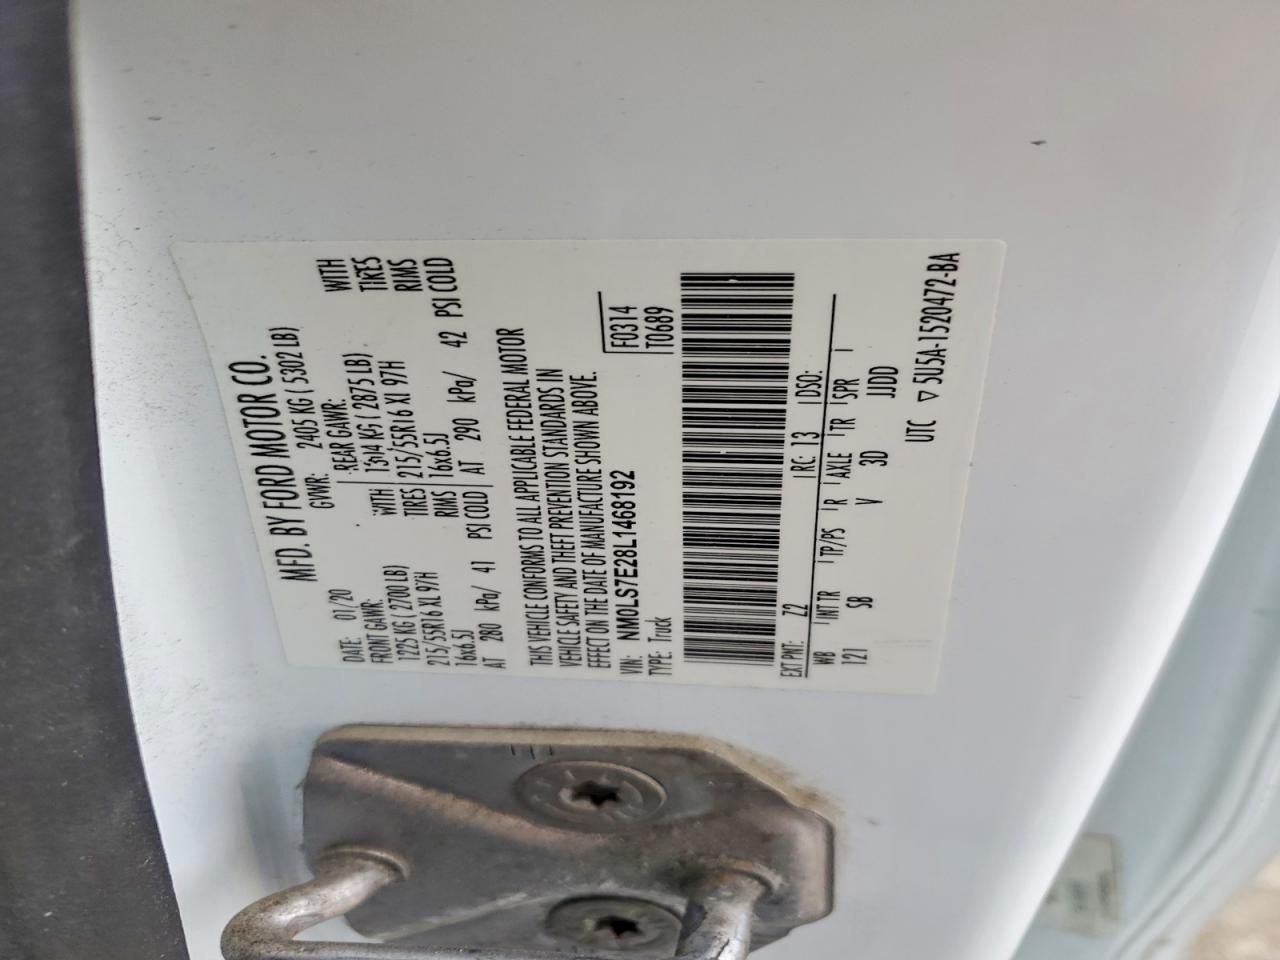 MFD. BY FORD MOTOR CO.
DATE: 01/20 GVWR: 2405 KG ( 5302 LB)
FRONT GAWR: REAR GAWR:
1225 KG ( 2700 LB) WITH 1304 KG ( 2875 LB) WITH
215/55R16 XL 97H TIRES 215/55R16 XL 97H TIRES
16x6.5J RIMS 16x6.5J RIMS
AT 280 kPa/ 41 PSI COLD AT 290 kPa/ 42 PSI COLD
THIS VEHICLE CONFORMS TO ALL APPLICABLE FEDERAL MOTOR
VEHICLE SAFETY AND THEFT PREVENTION STANDARDS IN
EFFECT ON THE DATE OF MANUFACTURE SHOWN ABOVE.
VIN: NM0LS7E28L1468192 F0314
TYPE: Truck T0689
EXT PNT: Z2 RC: 13 DSO:
WB INT TR TP/PS R AXLE TR SPR
121 SB V 3D JJDD
UTC ▽ 5U5A-1520472-BA